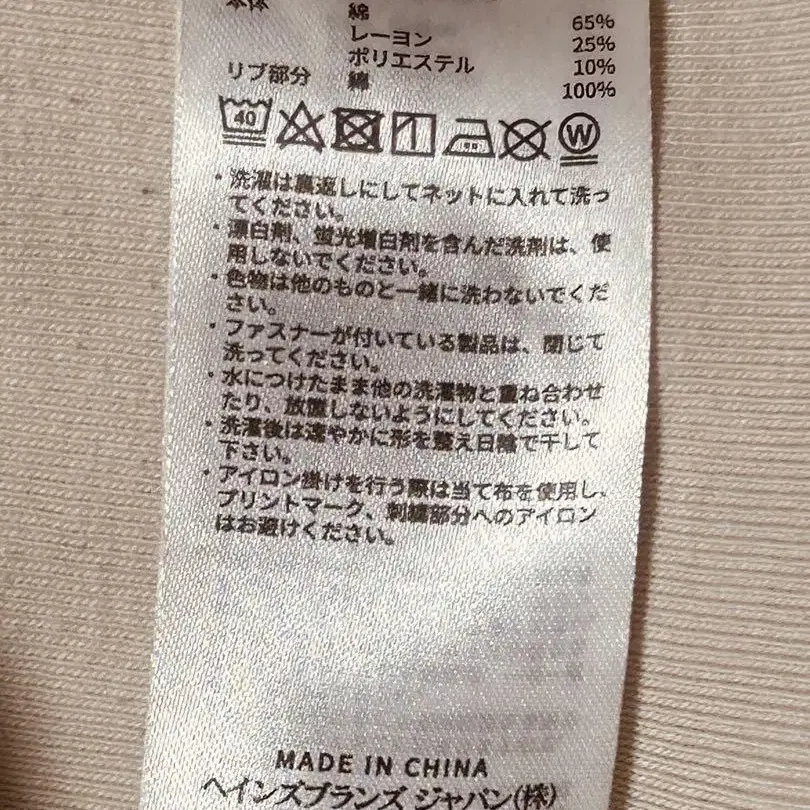 本体
綿 65%
レーヨン 25%
ポリエステル 10%
リブ部分 綿 100%
40
W
・洗濯は裏返しにしてネットに入れて洗っ
てください。
・漂白剤、蛍光増白剤を含んだ洗剤は、使
用しないでください。
・色物は他のものと一緒に洗わないでくだ
さい。
・ファスナーが付いている製品は、閉じて
洗ってください。
・水につけたまま他の洗濯物と重ね合わせ
たり、放置しないようにしてください。
・洗濯後は速やかに形を整え日陰で干して
下さい。
・アイロン掛けを行う際は当て布を使用し、
プリントマーク、刺繍部分へのアイロン
はお避けください。
MADE IN CHINA
ヘインズブランズ ジャパン(株)